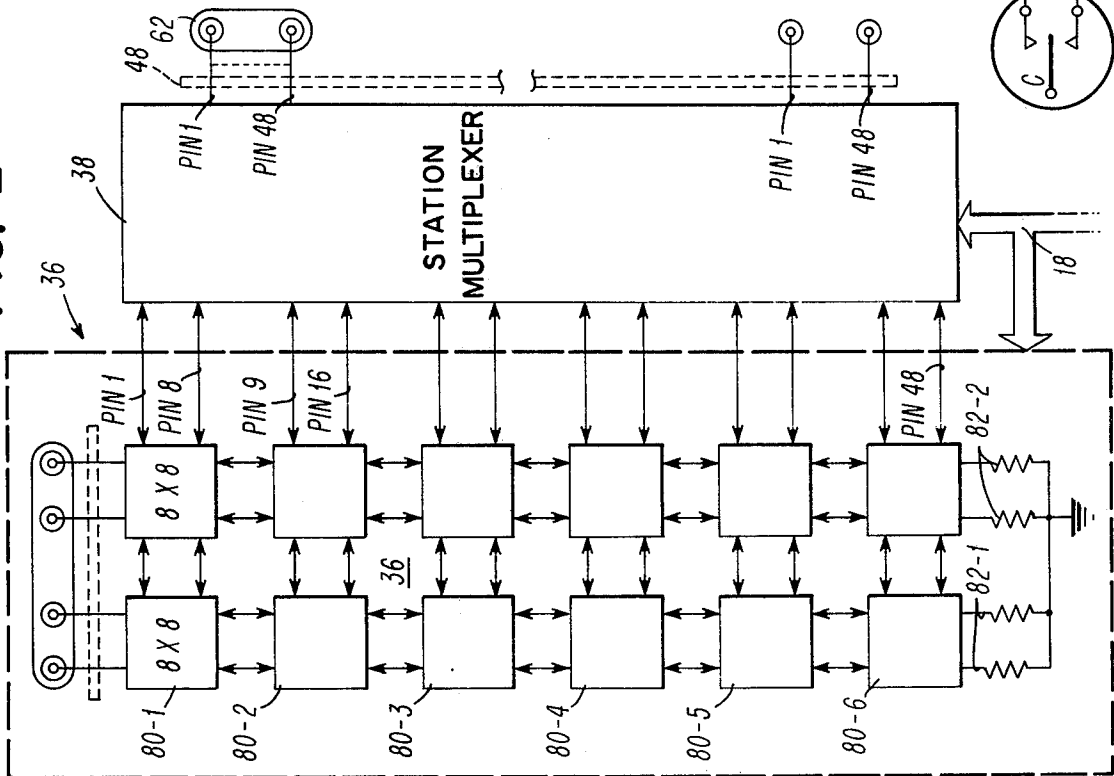 36
38
48
62
PIN 1
PIN 48
STATION
MULTIPLEXER
PIN 1
PIN 8
PIN 9
PIN 16
8 X 8
8 X 8
36
PIN 1
PIN 48
C
18
PIN 48
82-2
82-1
80-1
80-2
80-3
80-4
80-5
80-6